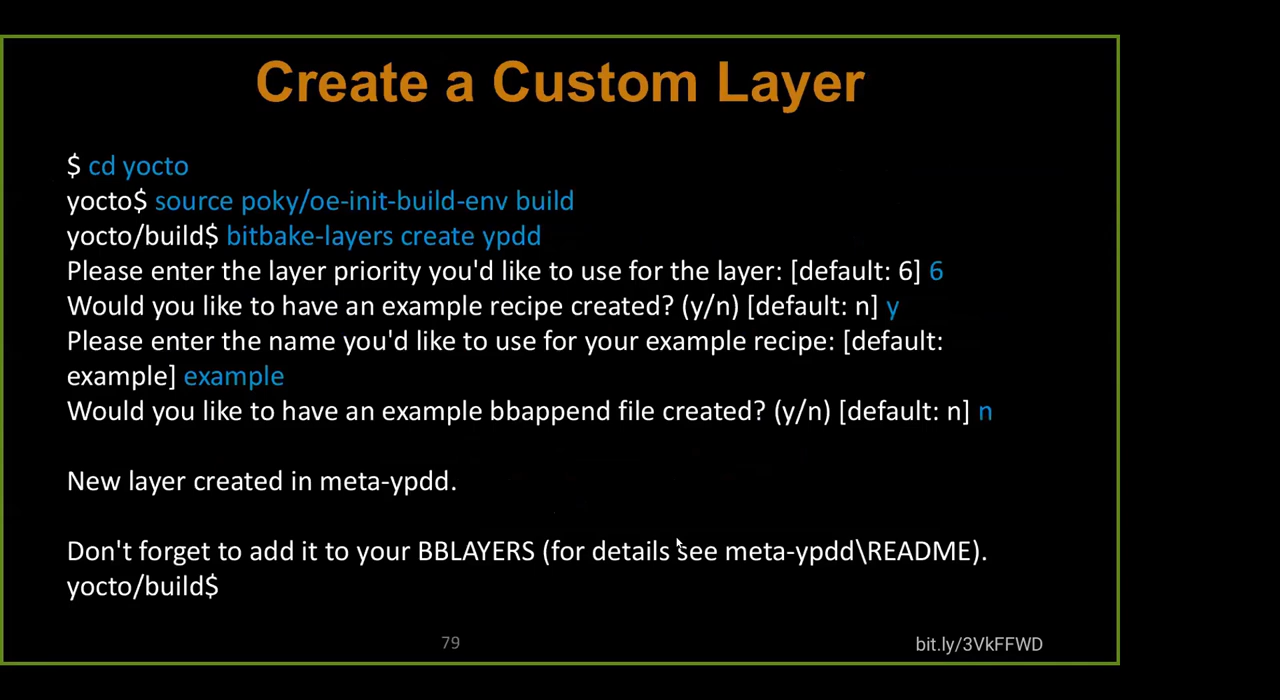 Create a Custom Layer
$ cd yocto
yocto$ source poky/oe-init-build-env build
yocto/build$ bitbake-layers create ypdd
Please enter the layer priority you'd like to use for the layer: [default: 6] 6
Would you like to have an example recipe created? (y/n) [default: n] y
Please enter the name you'd like to use for your example recipe: [default:
example] example
Would you like to have an example bbappend file created? (y/n) [default: n] n
New layer created in meta-ypdd.
Don't forget to add it to your BBLAYERS (for details see meta-ypdd\README).
yocto/build$
79
bit.ly/3VkFFWD